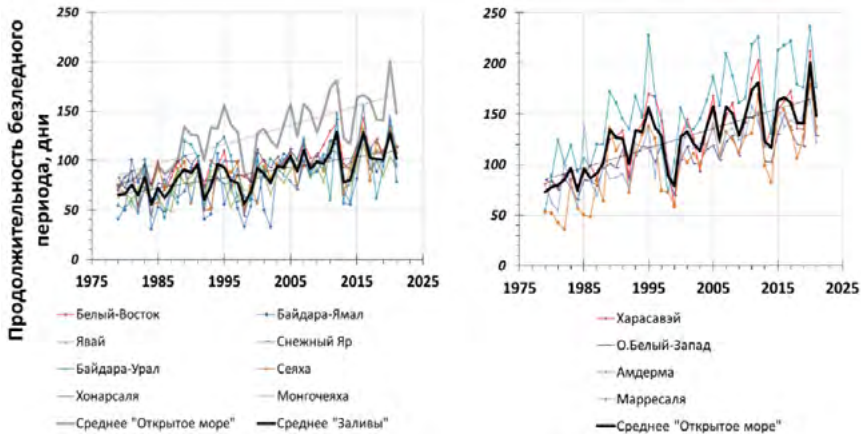 Продолжительность безледного
периода, дни
250
200
150
100
50
0
1975
1985
1995
2005
2015
2025
Белый-Восток
Байдара-Ямал
Явай
Снежный Яр
Байдара-Урал
Сеяха
Хонарсаля
Монгочеяха
Среднее "Открытое море"
Среднее "Заливы"
250
200
150
100
50
0
1975
1985
1995
2005
2015
2025
Харасавэй
О.Белый-Запад
Амдерма
Марресаля
Среднее "Открытое море"